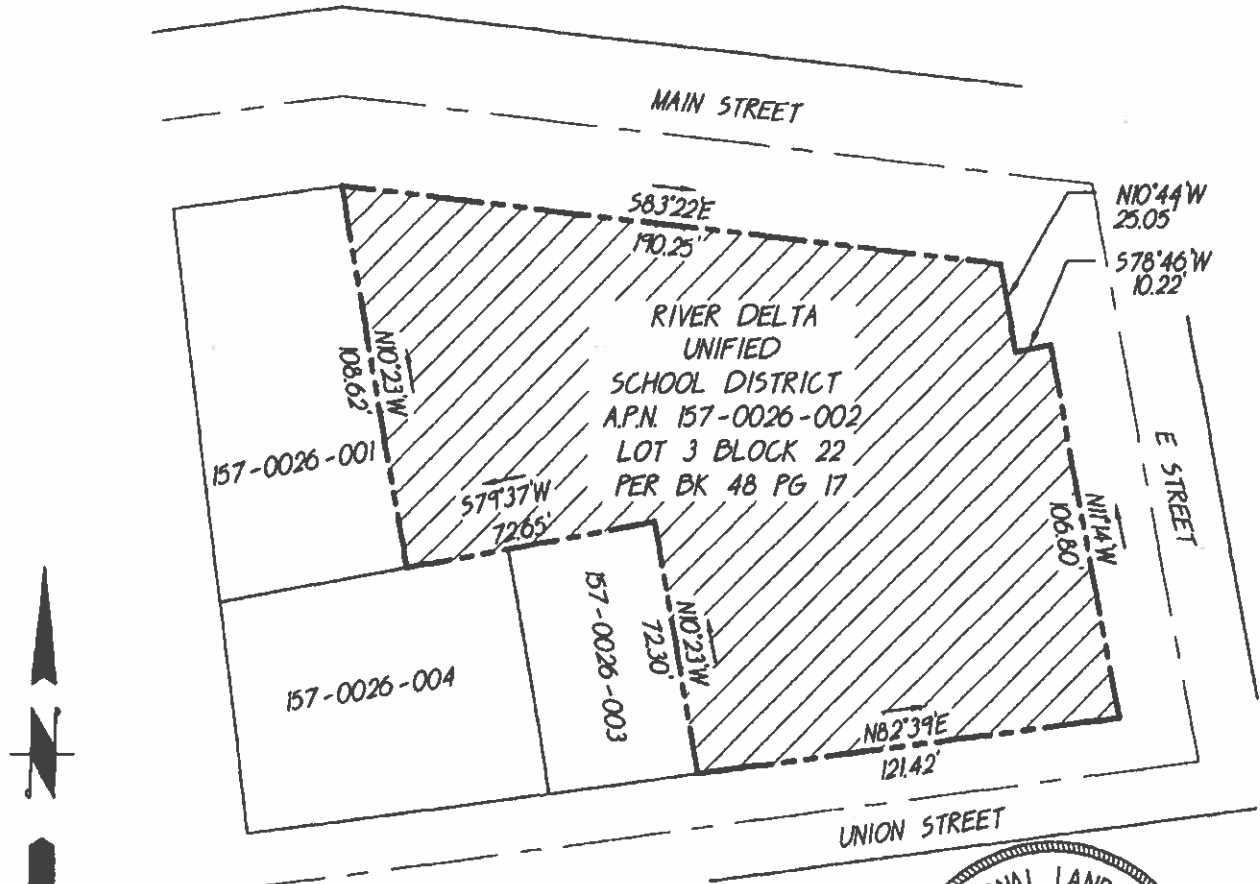 MAIN STREET
N10°44'W
25.05'
S83°22'E
190.25'
S78°46'W
10.22'
RIVER DELTA
UNIFIED
SCHOOL DISTRICT
A.P.N. 157-0026-002
LOT 3 BLOCK 22
PER BK 48 PG 17
N10°23'W
108.62'
157-0026-001
S79°37'W
72.65'
E STREET
N11°14'W
106.80'
157-0026-003
N10°23'W
72.30'
157-0026-004
N82°39'E
121.42'
UNION STREET
N
LAND